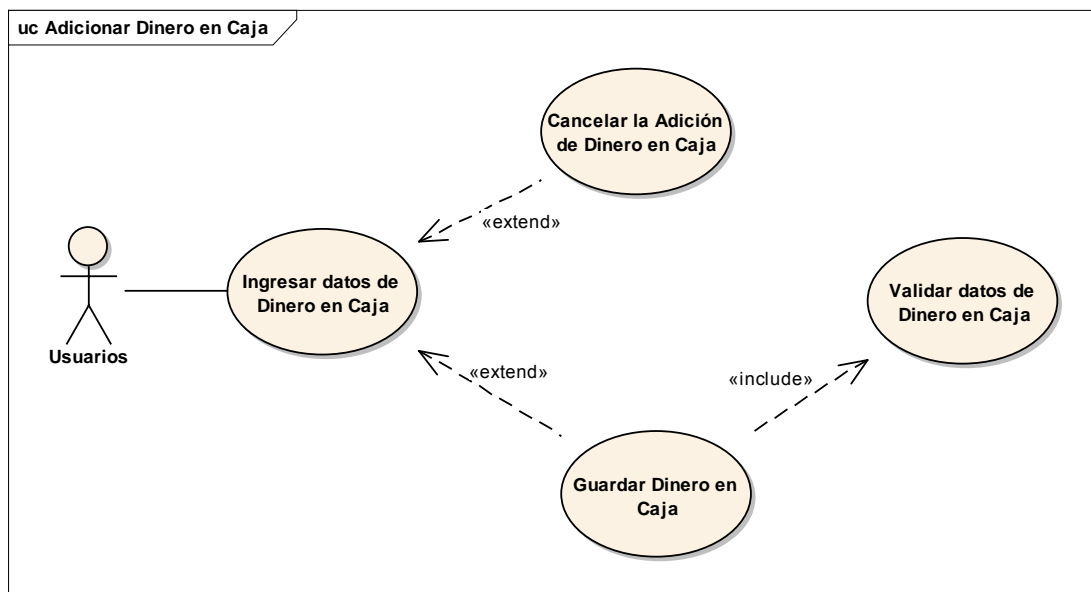 uc Adicionar Dinero en Caja
Cancelar la Adición
de Dinero en Caja
«extend»
Ingresar datos de
Dinero en Caja
Usuarios
Validar datos de
Dinero en Caja
«extend»
«include»
Guardar Dinero en
Caja